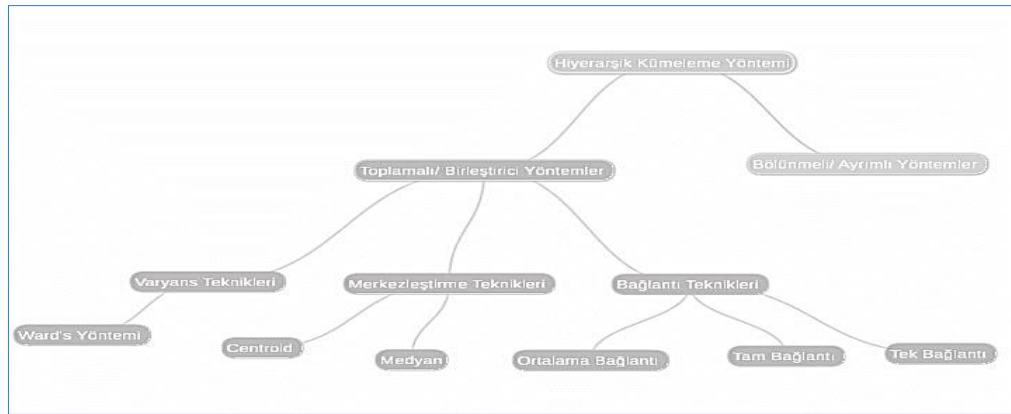 Hiyerarşik Kümeleme Yöntemi
Toplamalı/ Birleştirici Yöntemler
Bölünmeli/ Ayrımlı Yöntemler
Varyans Teknikleri
Merkezleştirme Teknikleri
Bağlantı Teknikleri
Ward's Yöntemi
Centroid
Medyan
Ortalama Bağlantı
Tam Bağlantı
Tek Bağlantı